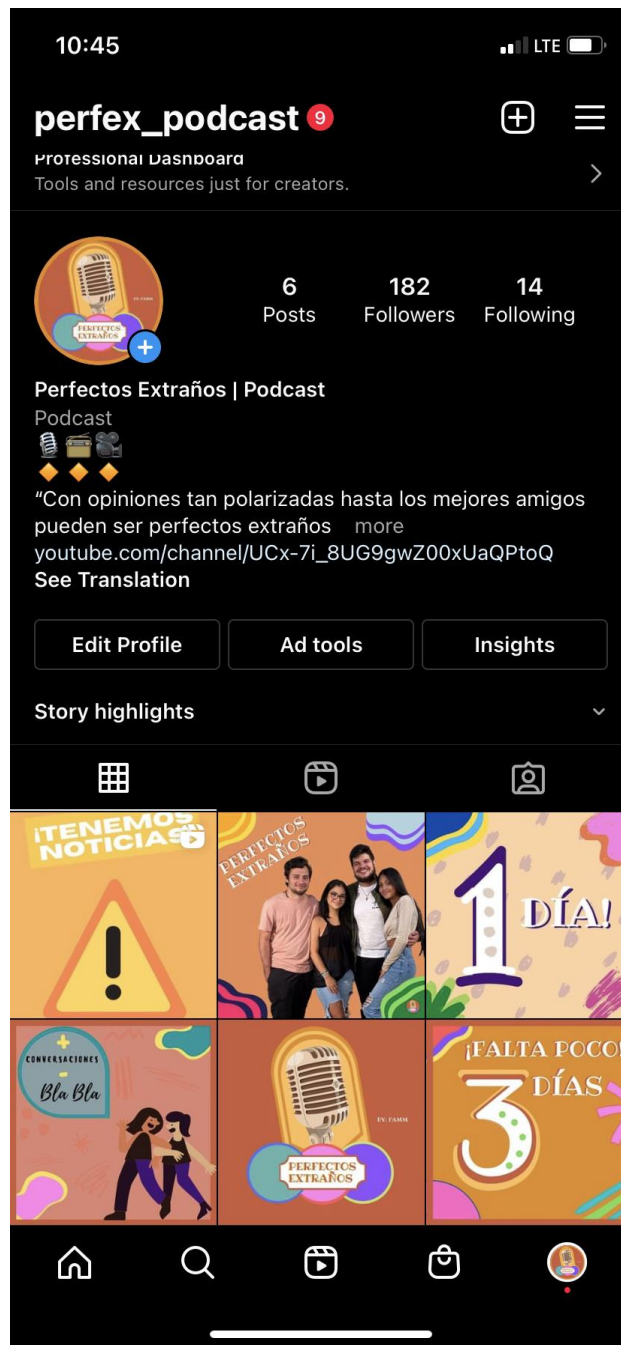 10:45
LTE
perfex_podcast 9
Professional Dashboard
Tools and resources just for creators.
6
182
14
Posts
Followers
Following
PERFECTOS
EXTRAÑOS
Perfectos Extraños | Podcast
Podcast
“Con opiniones tan polarizadas hasta los mejores amigos
pueden ser perfectos extraños more
youtube.com/channel/UCx-7i_8UG9gwZ00xUaQPtoQ
See Translation
Edit Profile
Ad tools
Insights
Story highlights
¡TENEMOS
NOTICIAS
!
PERFECTOS
EXTRAÑOS
1
DÍA!
+
CONVERSACIONES
-
Bla Bla
BY: FAMM
PERFECTOS
EXTRAÑOS
¡FALTA POCO!
3
DÍAS